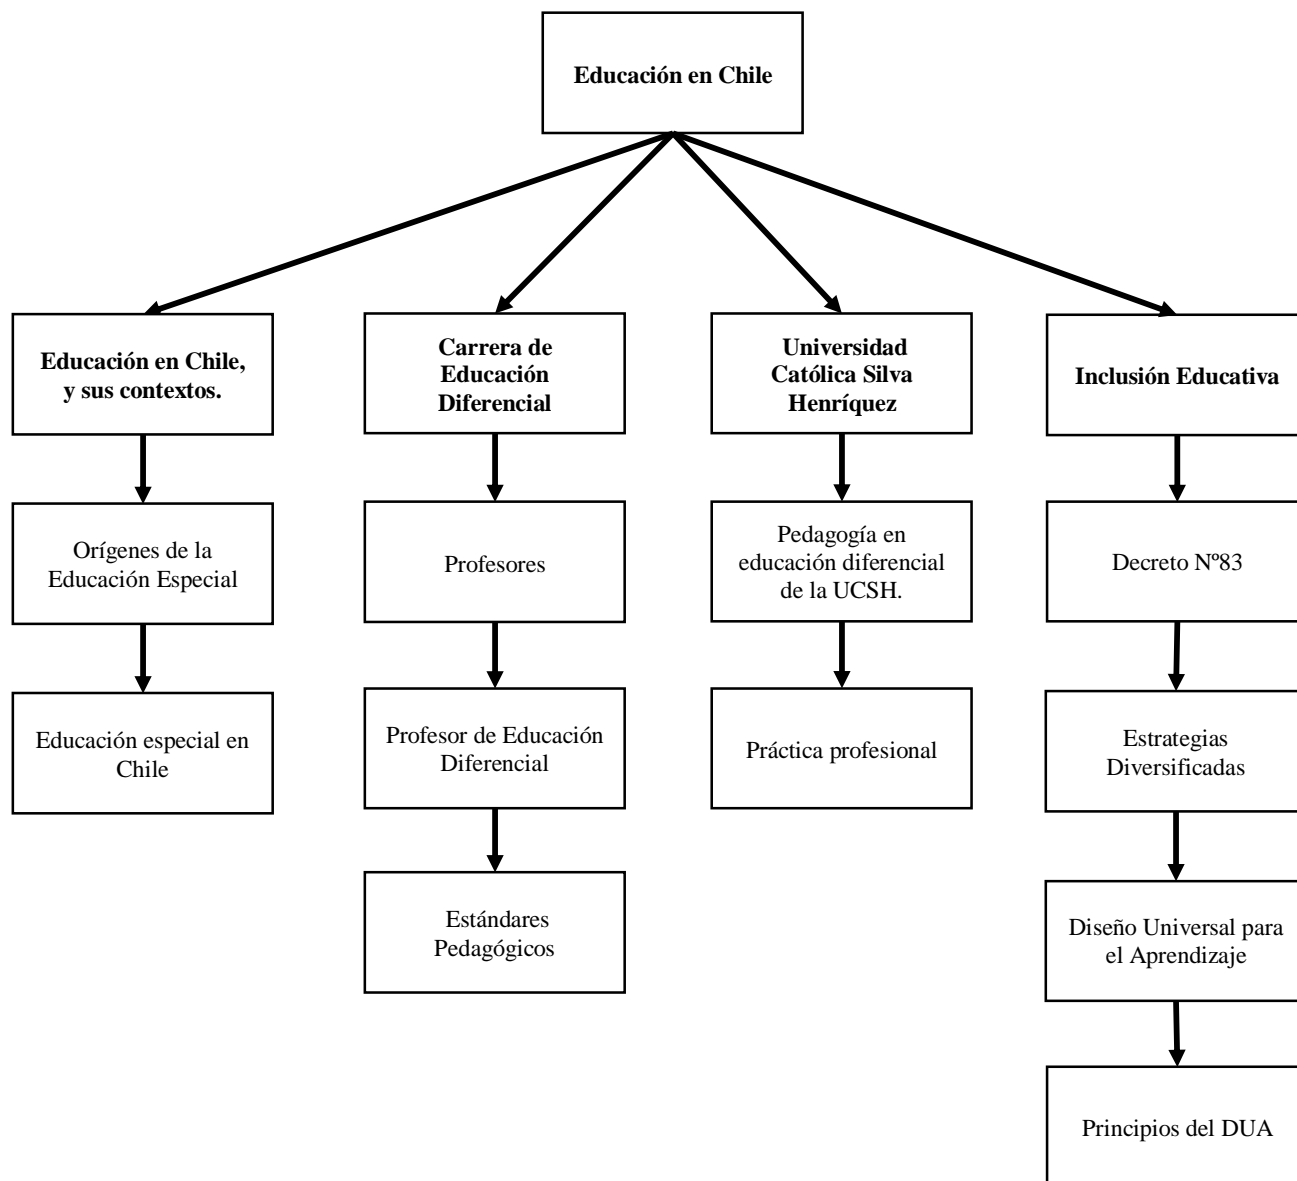 Educación en Chile
Educación en Chile,
y sus contextos.
Orígenes de la
Educación Especial
Educación especial en
Chile
Carrera de
Educación
Diferencial
Profesores
Profesor de Educación
Diferencial
Estándares
Pedagógicos
Universidad
Católica Silva
Henríquez
Pedagogía en
educación diferencial
de la UCSH.
Práctica profesional
Inclusión Educativa
Decreto Nº83
Estrategias
Diversificadas
Diseño Universal para
el Aprendizaje
Principios del DUA